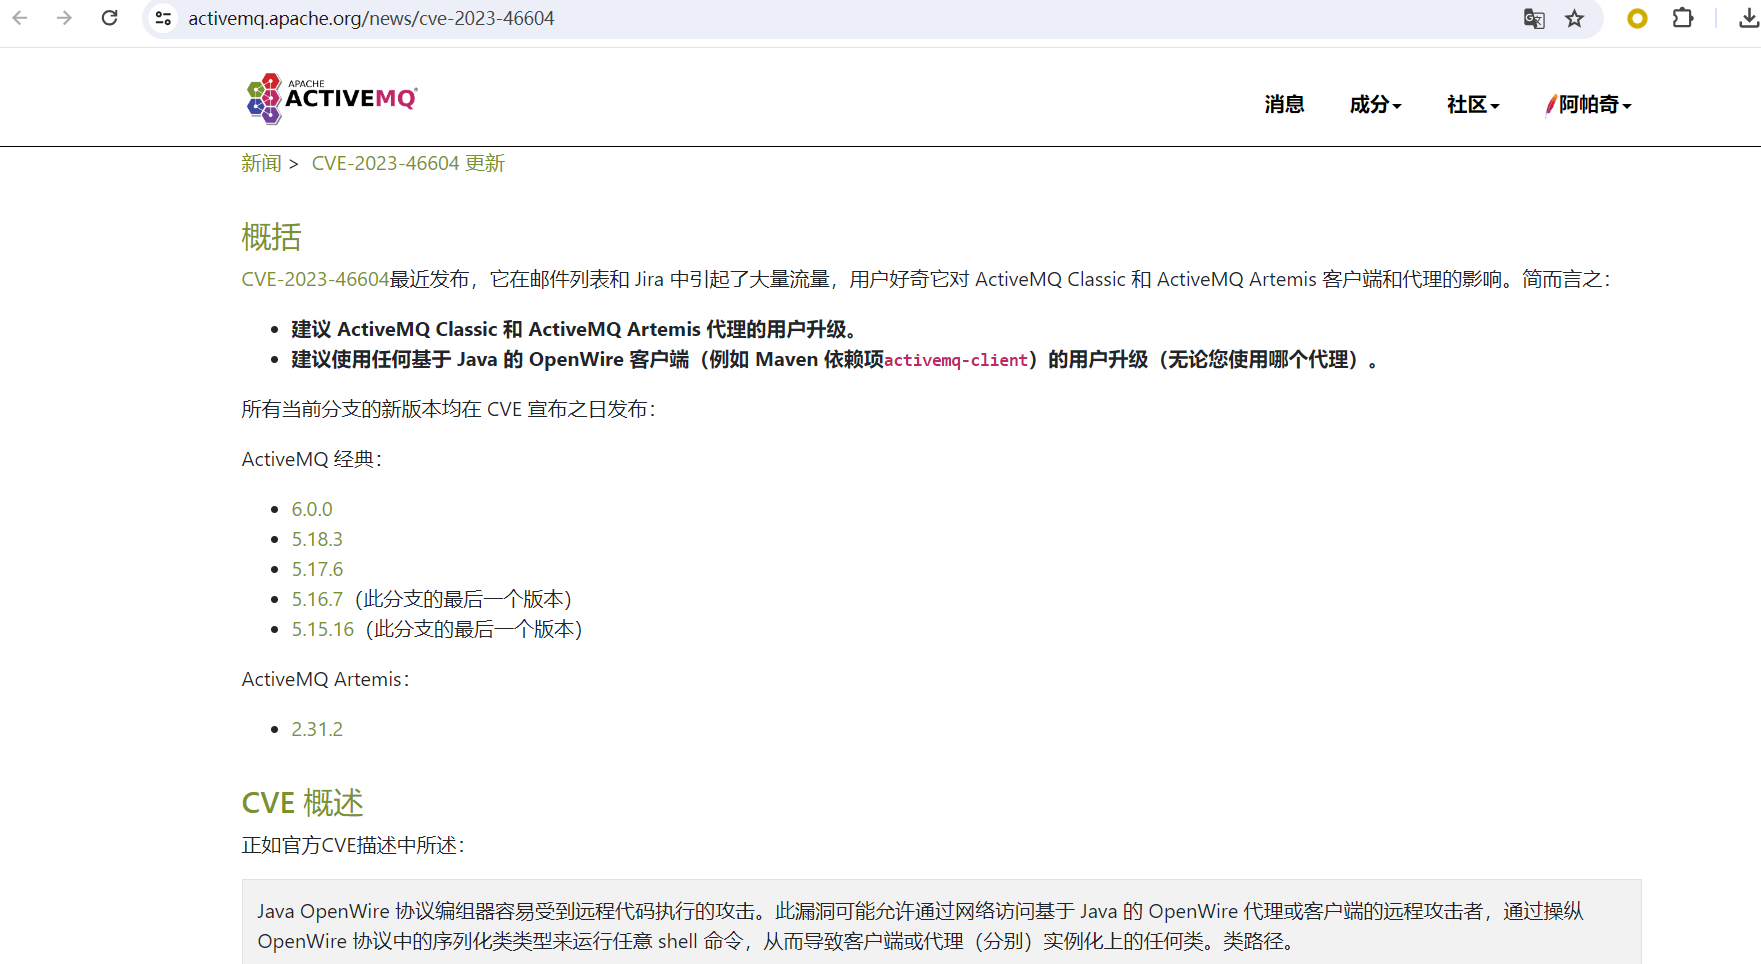 activemq.apache.org/news/cve-2023-46604
APACHE
ACTIVEMQ
消息 成分 社区 阿帕奇
新闻 > CVE-2023-46604 更新
概括
CVE-2023-46604最近发布，它在邮件列表和 Jira 中引起了大量流量，用户好奇它对 ActiveMQ Classic 和 ActiveMQ Artemis 客户端和代理的影响。简而言之：
• 建议 ActiveMQ Classic 和 ActiveMQ Artemis 代理的用户升级。
• 建议使用任何基于 Java 的 OpenWire 客户端（例如 Maven 依赖项activemq-client）的用户升级（无论您使用哪个代理）。
所有当前分支的新版本均在 CVE 宣布之日发布：
ActiveMQ 经典：
• 6.0.0
• 5.18.3
• 5.17.6
• 5.16.7（此分支的最后一个版本）
• 5.15.16（此分支的最后一个版本）
ActiveMQ Artemis：
• 2.31.2
CVE 概述
正如官方CVE描述中所述：
Java OpenWire 协议编组器容易受到远程代码执行的攻击。此漏洞可能允许通过网络访问基于 Java 的 OpenWire 代理或客户端的远程攻击者，通过操纵
OpenWire 协议中的序列化类类型来运行任意 shell 命令，从而导致客户端或代理（分别）实例化上的任何类。类路径。